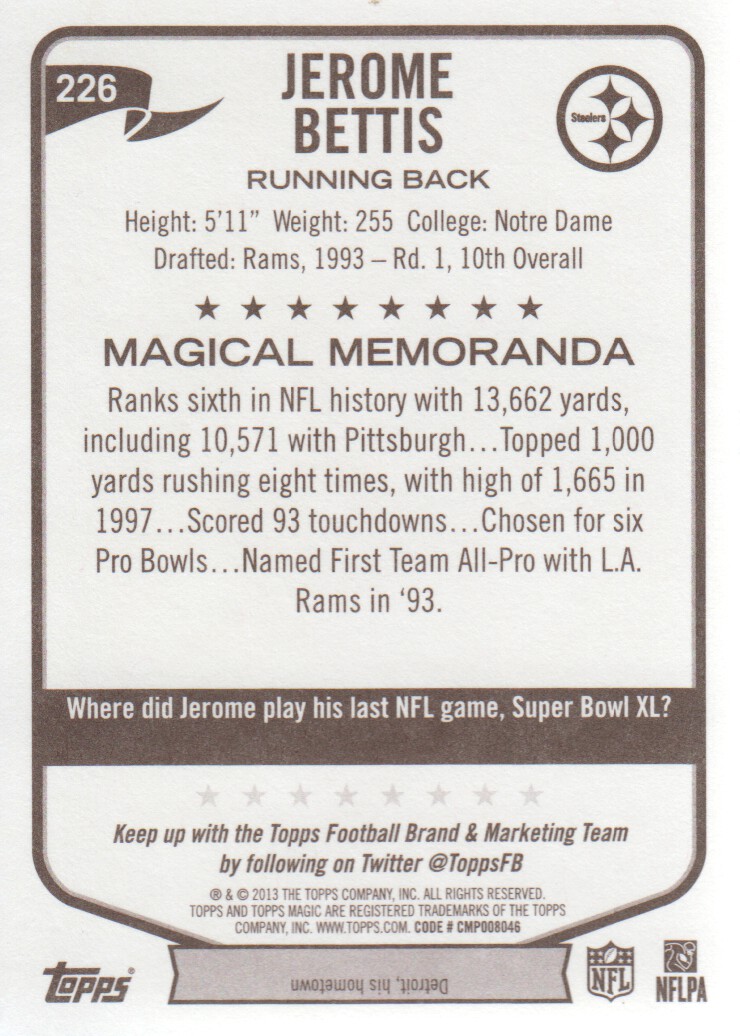 226
JEROME
BETTIS
Steelers
RUNNING BACK
Height: 5'11” Weight: 255 College: Notre Dame
Drafted: Rams, 1993 – Rd. 1, 10th Overall
MAGICAL MEMORANDA
Ranks sixth in NFL history with 13,662 yards,
including 10,571 with Pittsburgh...Topped 1,000
yards rushing eight times, with high of 1,665 in
1997...Scored 93 touchdowns...Chosen for six
Pro Bowls...Named First Team All-Pro with L.A.
Rams in ‘93.
Where did Jerome play his last NFL game, Super Bowl XL?
Keep up with the Topps Football Brand & Marketing Team
by following on Twitter @ToppsFB
® & © 2013 THE TOPPS COMPANY, INC. ALL RIGHTS RESERVED.
TOPPS AND TOPPS MAGIC ARE REGISTERED TRADEMARKS OF THE TOPPS
COMPANY, INC. WWW.TOPPS.COM. CODE # CMP008046
Topps®
Detroit, his hometown
NFL
NFLPA